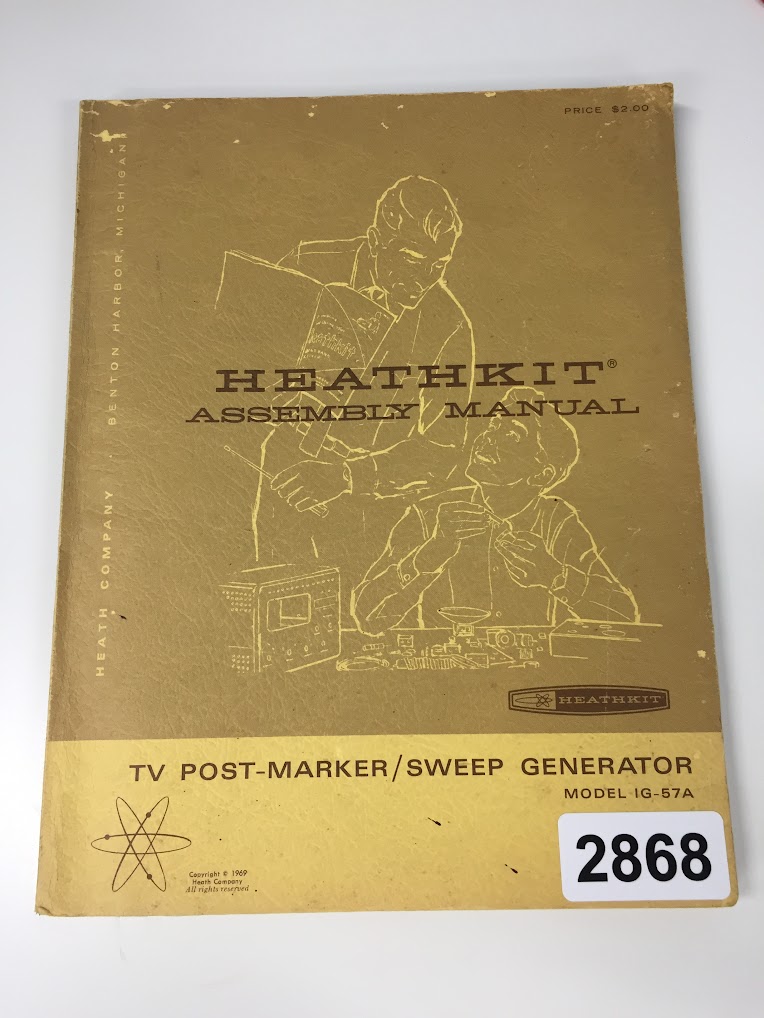 PRICE $2.00
HEATH COMPANY · BENTON HARBOR, MICHIGAN
HEATHKIT®
ASSEMBLY MANUAL
HEATHKIT
TV POST-MARKER/SWEEP GENERATOR
MODEL IG-57A
Copyright © 1969
Heath Company
All rights reserved
2868